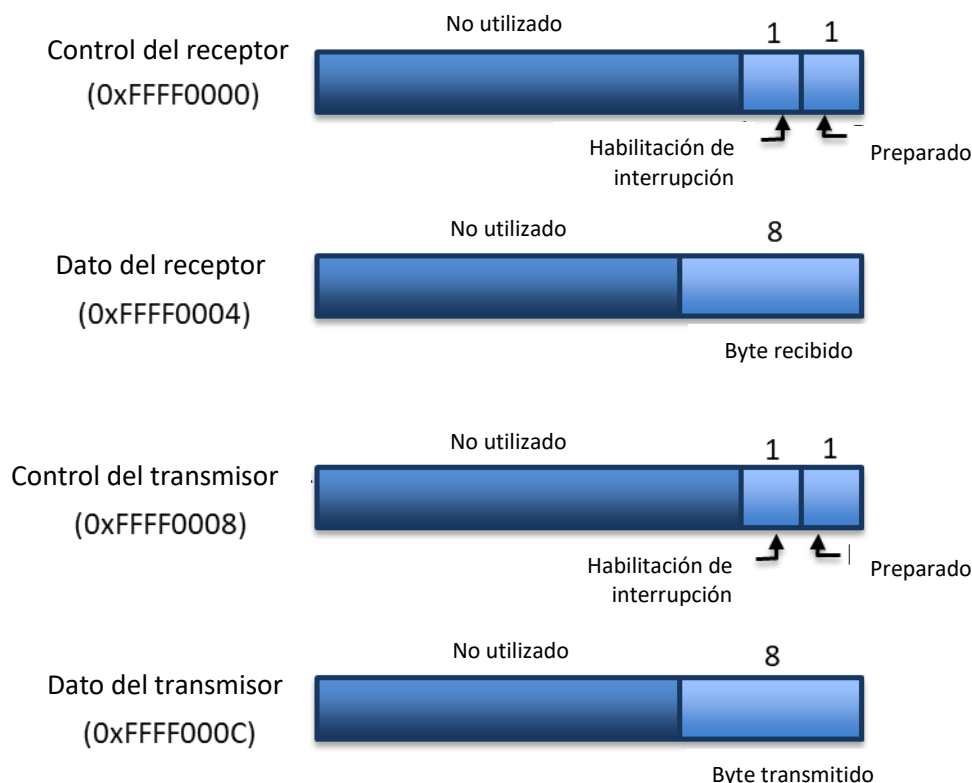 No utilizado
1 1
Control del receptor
(0xFFFF0000)
Habilitación de
interrupción
Preparado
No utilizado
8
Dato del receptor
(0xFFFF0004)
Byte recibido
No utilizado
1 1
Control del transmisor
(0xFFFF0008)
Habilitación de
interrupción
Preparado
No utilizado
8
Dato del transmisor
(0xFFFF000C)
Byte transmitido